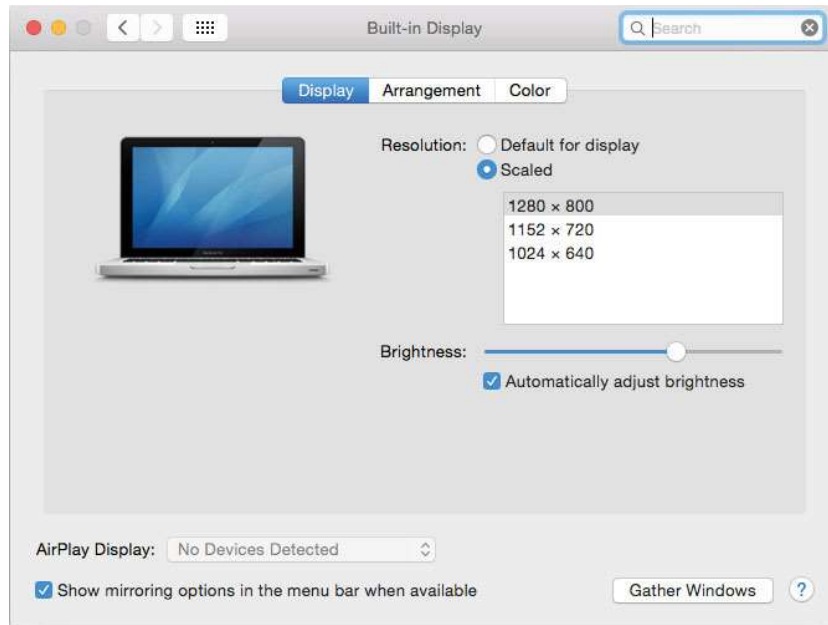 Built-in Display
Search
Display Arrangement Color
Resolution: Default for display
Scaled
1280 × 800
1152 × 720
1024 × 640
Brightness:
Automatically adjust brightness
AirPlay Display: No Devices Detected
Show mirroring options in the menu bar when available
Gather Windows ?